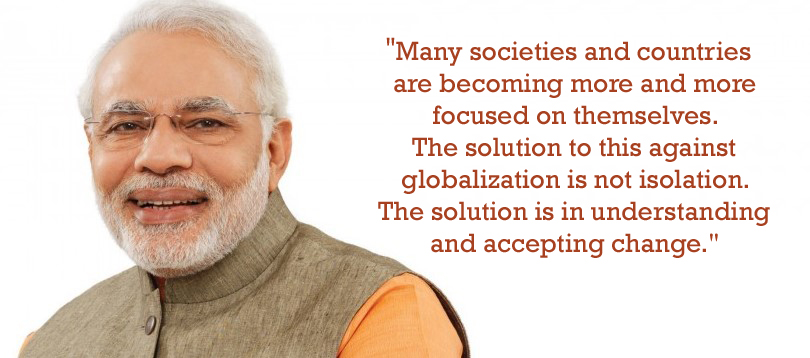 "Many societies and countries
are becoming more and more
focused on themselves.
The solution to this against
globalization is not isolation.
The solution is in understanding
and accepting change."